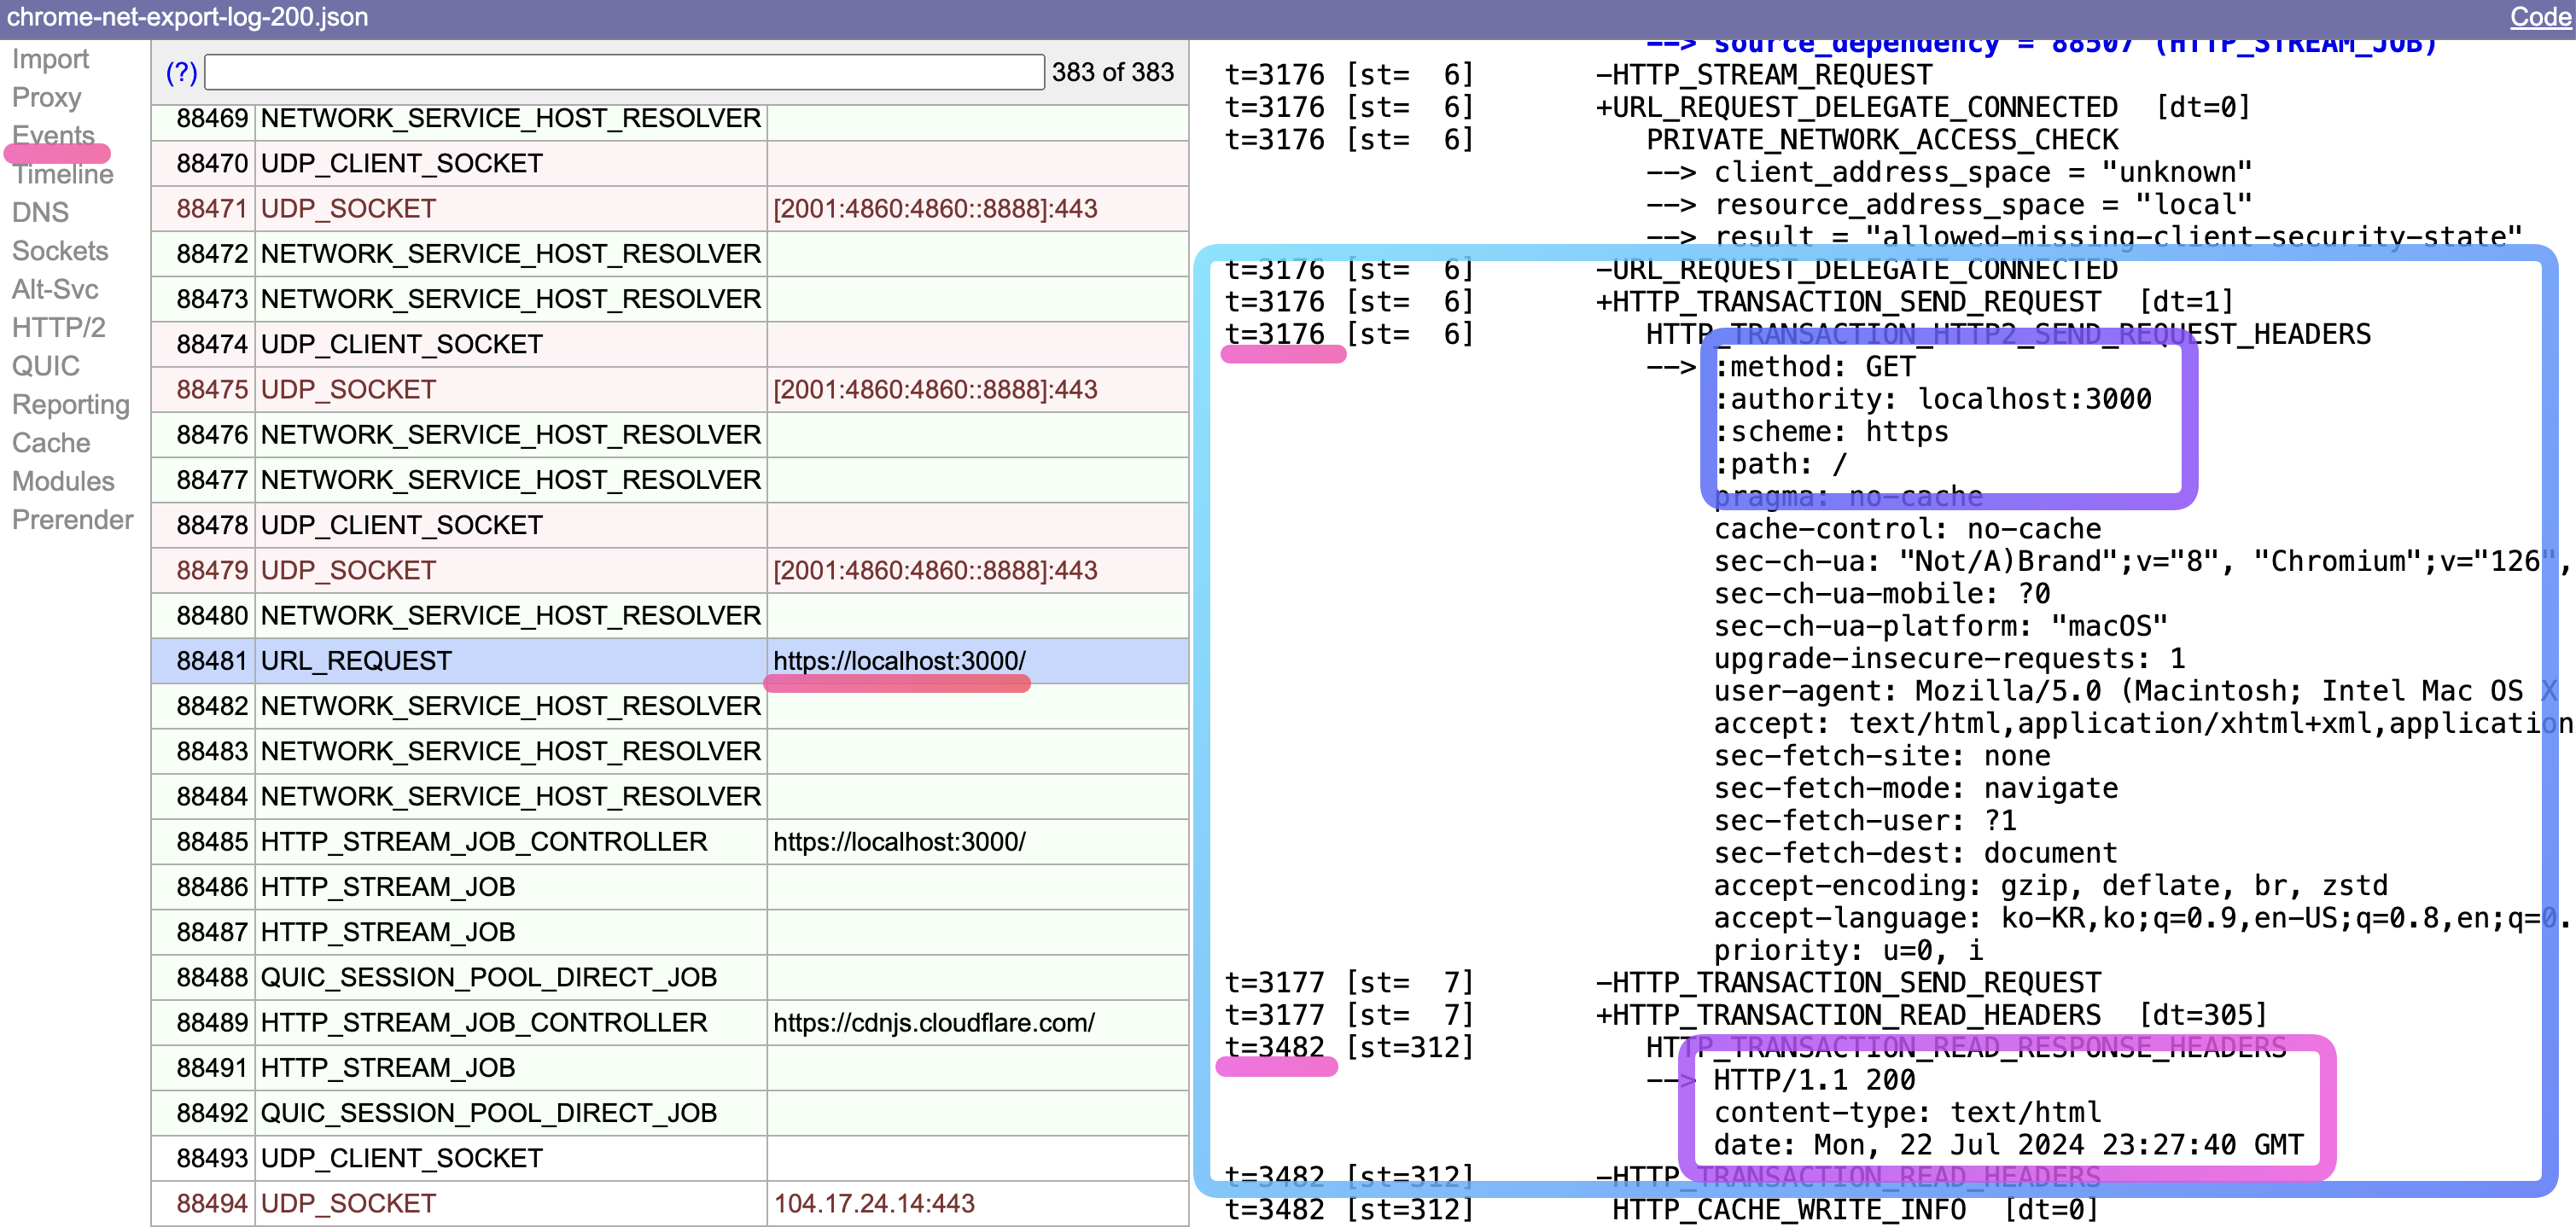 chrome-net-export-log-200.json
Code
Import
Proxy
Events
Timeline
DNS
Sockets
Alt-Svc
HTTP/2
QUIC
Reporting
Cache
Modules
Prerender
(?) 383 of 383
88469 NETWORK_SERVICE_HOST_RESOLVER
88470 UDP_CLIENT_SOCKET
88471 UDP_SOCKET [2001:4860:4860::8888]:443
88472 NETWORK_SERVICE_HOST_RESOLVER
88473 NETWORK_SERVICE_HOST_RESOLVER
88474 UDP_CLIENT_SOCKET
88475 UDP_SOCKET [2001:4860:4860::8888]:443
88476 NETWORK_SERVICE_HOST_RESOLVER
88477 NETWORK_SERVICE_HOST_RESOLVER
88478 UDP_CLIENT_SOCKET
88479 UDP_SOCKET [2001:4860:4860::8888]:443
88480 NETWORK_SERVICE_HOST_RESOLVER
88481 URL_REQUEST https://localhost:3000/
88482 NETWORK_SERVICE_HOST_RESOLVER
88483 NETWORK_SERVICE_HOST_RESOLVER
88484 NETWORK_SERVICE_HOST_RESOLVER
88485 HTTP_STREAM_JOB_CONTROLLER https://localhost:3000/
88486 HTTP_STREAM_JOB
88487 HTTP_STREAM_JOB
88488 QUIC_SESSION_POOL_DIRECT_JOB
88489 HTTP_STREAM_JOB_CONTROLLER https://cdnjs.cloudflare.com/
88491 HTTP_STREAM_JOB
88492 QUIC_SESSION_POOL_DIRECT_JOB
88493 UDP_CLIENT_SOCKET
88494 UDP_SOCKET 104.17.24.14:443
--> source_dependency = 88507 (HTTP_STREAM_JOB)
t=3176 [st=  6]  -HTTP_STREAM_REQUEST
t=3176 [st=  6]  +URL_REQUEST_DELEGATE_CONNECTED  [dt=0]
t=3176 [st=  6]  PRIVATE_NETWORK_ACCESS_CHECK
--> client_address_space = "unknown"
--> resource_address_space = "local"
--> result = "allowed-missing-client-security-state"
t=3176 [st=  6]  -URL_REQUEST_DELEGATE_CONNECTED
t=3176 [st=  6]  +HTTP_TRANSACTION_SEND_REQUEST  [dt=1]
t=3176 [st=  6]  HTTP_TRANSACTION_HTTP2_SEND_REQUEST_HEADERS
--> :method: GET
:authority: localhost:3000
:scheme: https
:path: /
pragma: no-cache
cache-control: no-cache
sec-ch-ua: "Not/A)Brand";v="8", "Chromium";v="126",
sec-ch-ua-mobile: ?0
sec-ch-ua-platform: "macOS"
upgrade-insecure-requests: 1
user-agent: Mozilla/5.0 (Macintosh; Intel Mac OS X
accept: text/html,application/xhtml+xml,application
sec-fetch-site: none
sec-fetch-mode: navigate
sec-fetch-user: ?1
sec-fetch-dest: document
accept-encoding: gzip, deflate, br, zstd
accept-language: ko-KR,ko;q=0.9,en-US;q=0.8,en;q=0.
priority: u=0, i
t=3177 [st=  7]  -HTTP_TRANSACTION_SEND_REQUEST
t=3177 [st=  7]  +HTTP_TRANSACTION_READ_HEADERS  [dt=305]
t=3482 [st=312]  HTTP_TRANSACTION_READ_RESPONSE_HEADERS
--> HTTP/1.1 200
content-type: text/html
date: Mon, 22 Jul 2024 23:27:40 GMT
t=3482 [st=312]  -HTTP_TRANSACTION_READ_HEADERS
t=3482 [st=312]  HTTP_CACHE_WRITE_INFO  [dt=0]